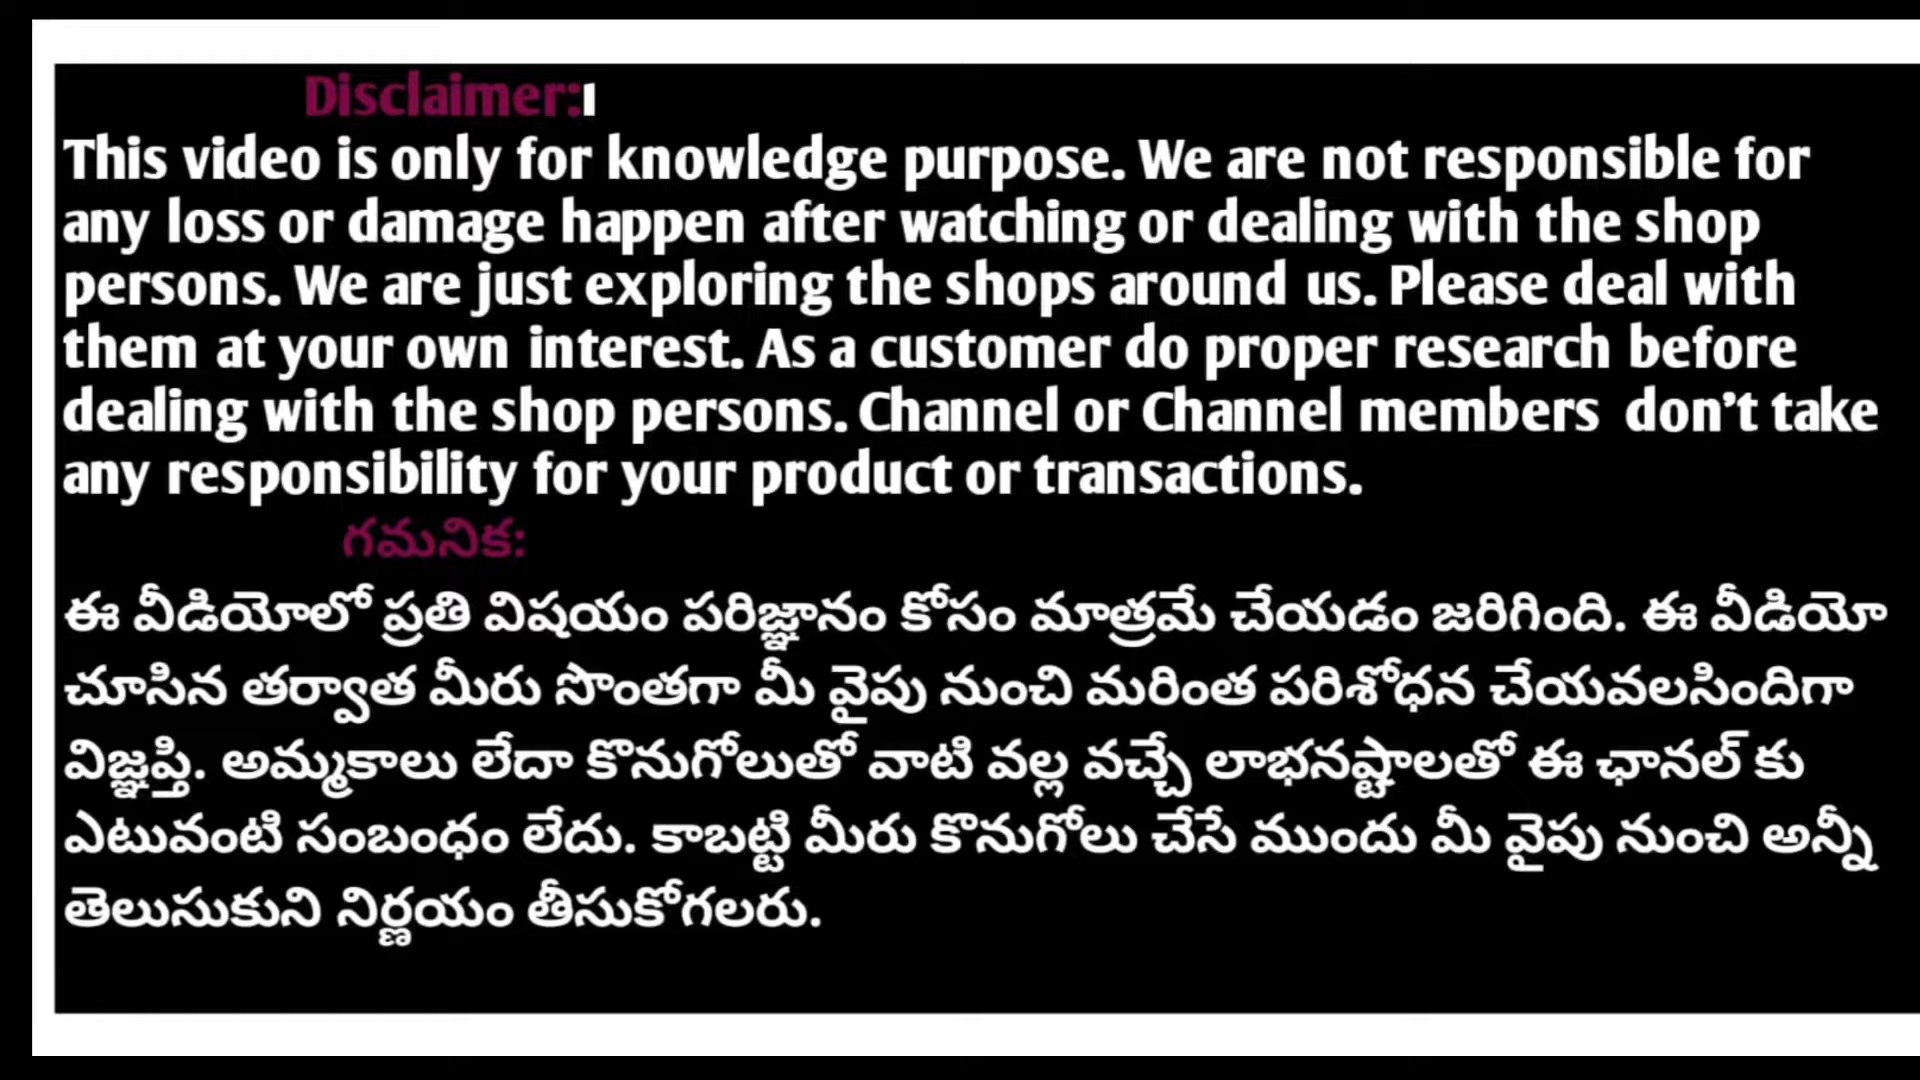 Disclaimer:
This video is only for knowledge purpose. We are not responsible for
any loss or damage happen after watching or dealing with the shop
persons. We are just exploring the shops around us. Please deal with
them at your own interest. As a customer do proper research before
dealing with the shop persons. Channel or Channel members don't take
any responsibility for your product or transactions.
గమనిక:
ఈ వీడియోలో ప్రతి విషయం పరిజ్ఞానం కోసం మాత్రమే చేయడం జరిగింది. ఈ వీడియో
చూసిన తర్వాత మీరు సొంతగా మీ వైపు నుంచి మరింత పరిశోధన చేయవలసిందిగా
విజ్ఞప్తి. అమ్మకాలు లేదా కొనుగోలుతో వాటి వల్ల వచ్చే లాభనష్టాలతో ఈ ఛానల్ కు
ఎటువంటి సంబంధం లేదు. కాబట్టి మీరు కొనుగోలు చేసే ముందు మీ వైపు నుంచి అన్నీ
తెలుసుకుని నిర్ణయం తీసుకోగలరు.